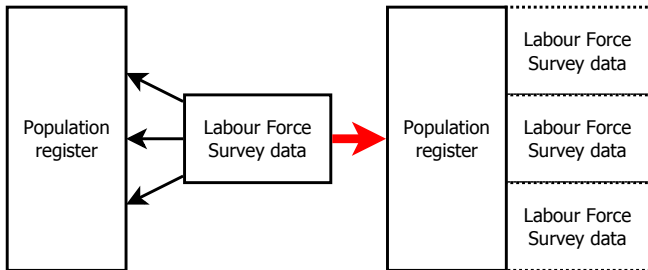 Population
register
Labour Force
Survey data
Population
register
Labour Force
Survey data
Labour Force
Survey data
Labour Force
Survey data